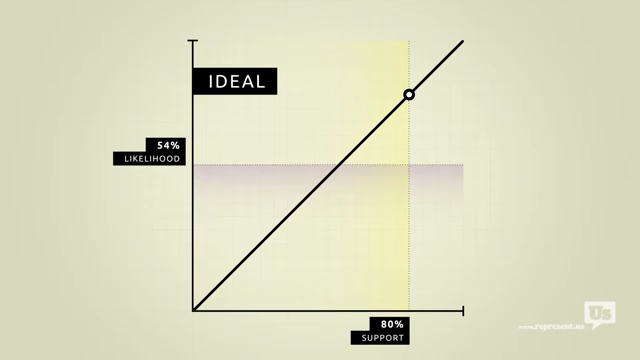 IDEAL
54%
LIKELIHOOD
80%
SUPPORT
www.represent.us
Us